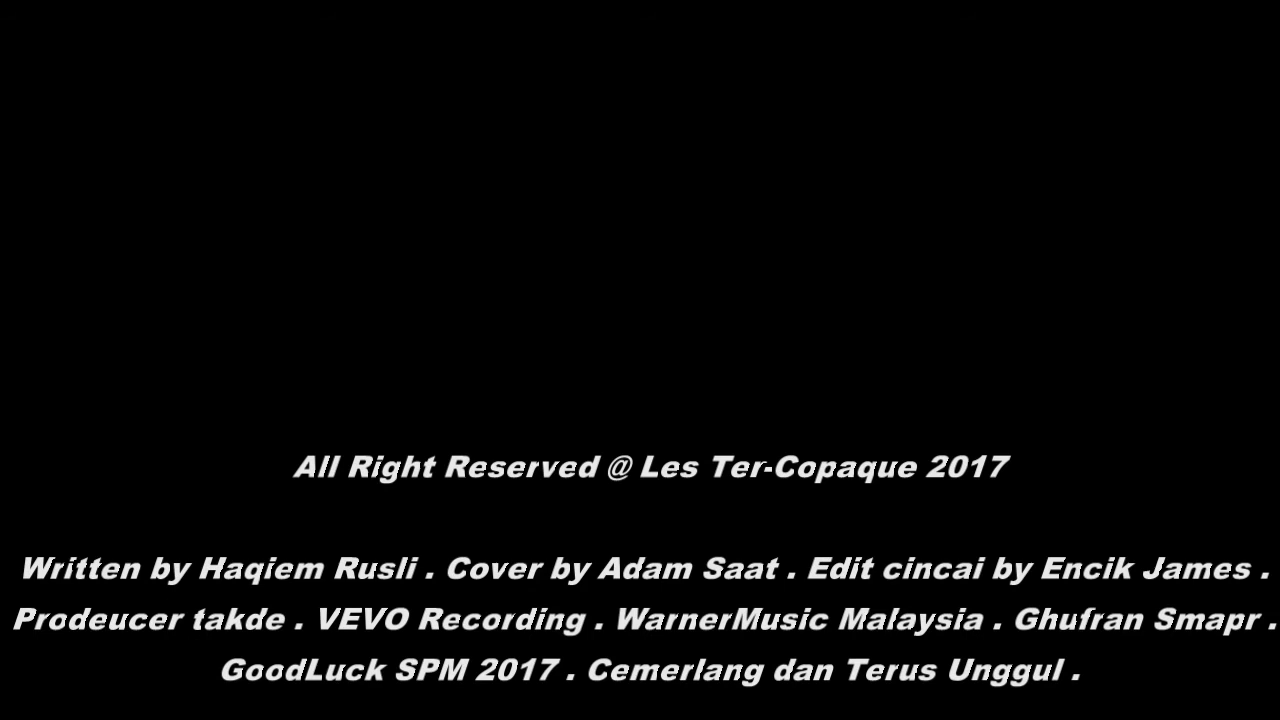 All Right Reserved @ Les Ter-Copaque 2017
Written by Haqiem Rusli . Cover by Adam Saat . Edit cincai by Encik James .
Prodeucer takde . VEVO Recording . WarnerMusic Malaysia . Ghufran Smapr .
GoodLuck SPM 2017 . Cemerlang dan Terus Unggul .